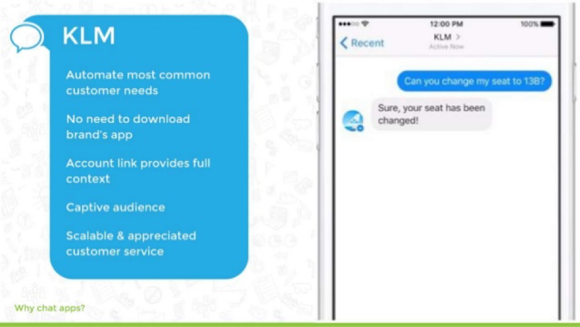 KLM
Automate most common
customer needs
No need to download
brand's app
Account link provides full
context
Captive audience
Scalable & appreciated
customer service
Why chat apps?
12:00 PM
100%
Recent
KLM >
Active Now
Can you change my seat to 13B?
Sure, your seat has been
changed!